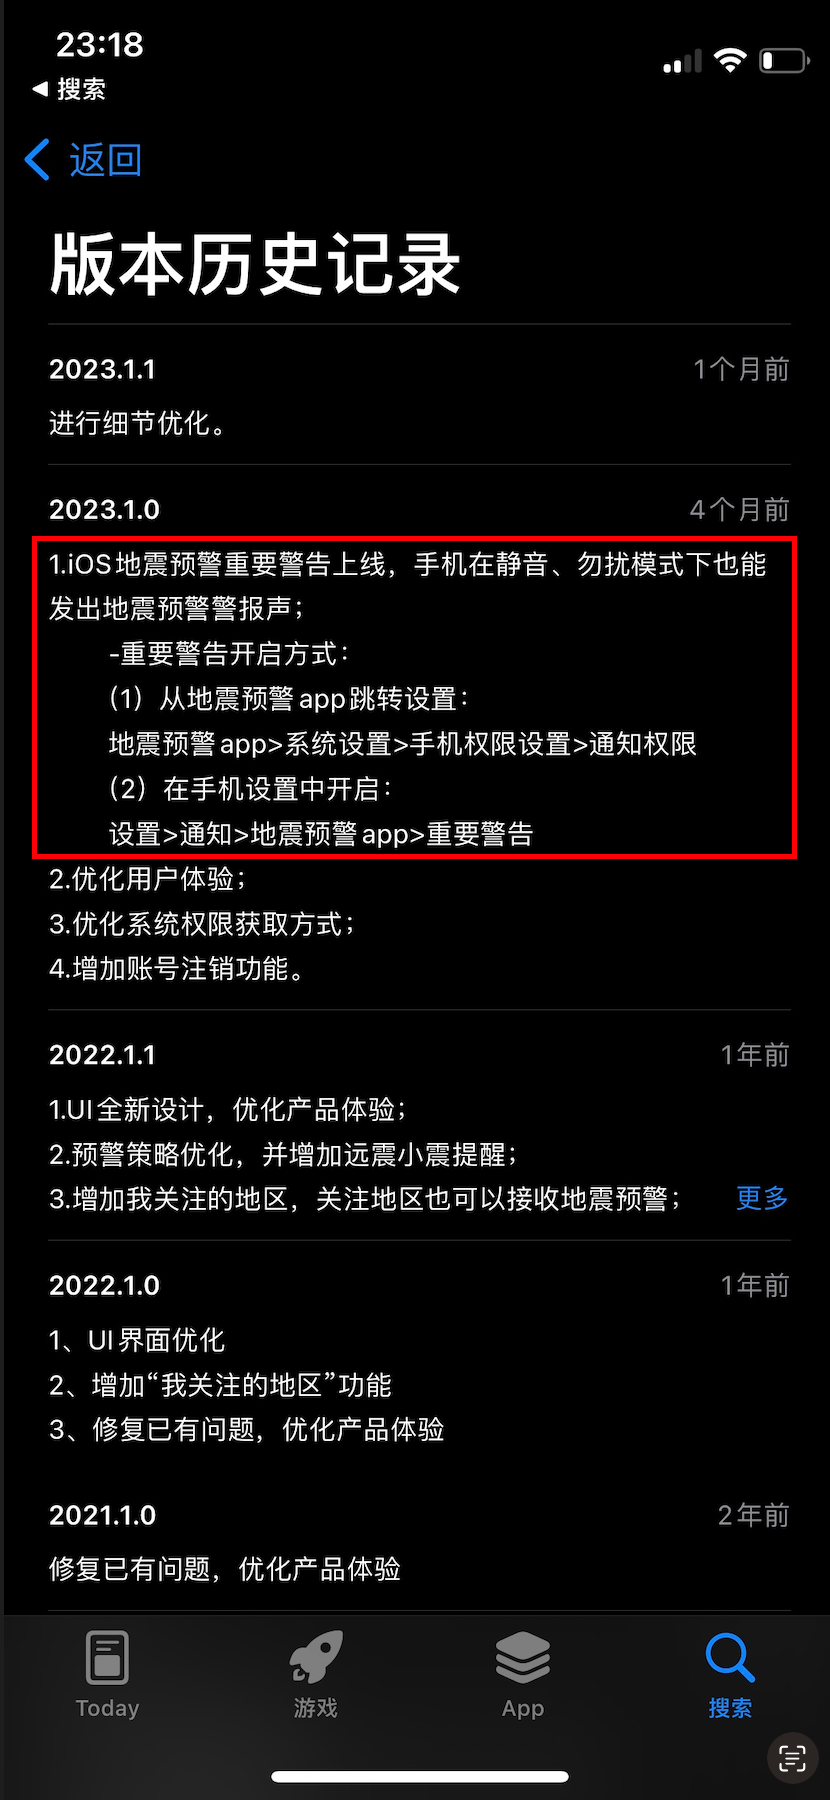 23:18
◀ 搜索
返回
版本历史记录
2023.1.1 1个月前
进行细节优化。
2023.1.0 4个月前
1.iOS地震预警重要警告上线，手机在静音、勿扰模式下也能
发出地震预警警报声；
-重要警告开启方式：
（1）从地震预警app跳转设置：
地震预警app>系统设置>手机权限设置>通知权限
（2）在手机设置中开启：
设置>通知>地震预警app>重要警告
2.优化用户体验；
3.优化系统权限获取方式；
4.增加账号注销功能。
2022.1.1 1年前
1.UI全新设计，优化产品体验；
2.预警策略优化，并增加远震小震提醒；
3.增加我关注的地区，关注地区也可以接收地震预警； 更多
2022.1.0 1年前
1、UI界面优化
2、增加“我关注的地区”功能
3、修复已有问题，优化产品体验
2021.1.0 2年前
修复已有问题，优化产品体验
Today 游戏 App 搜索